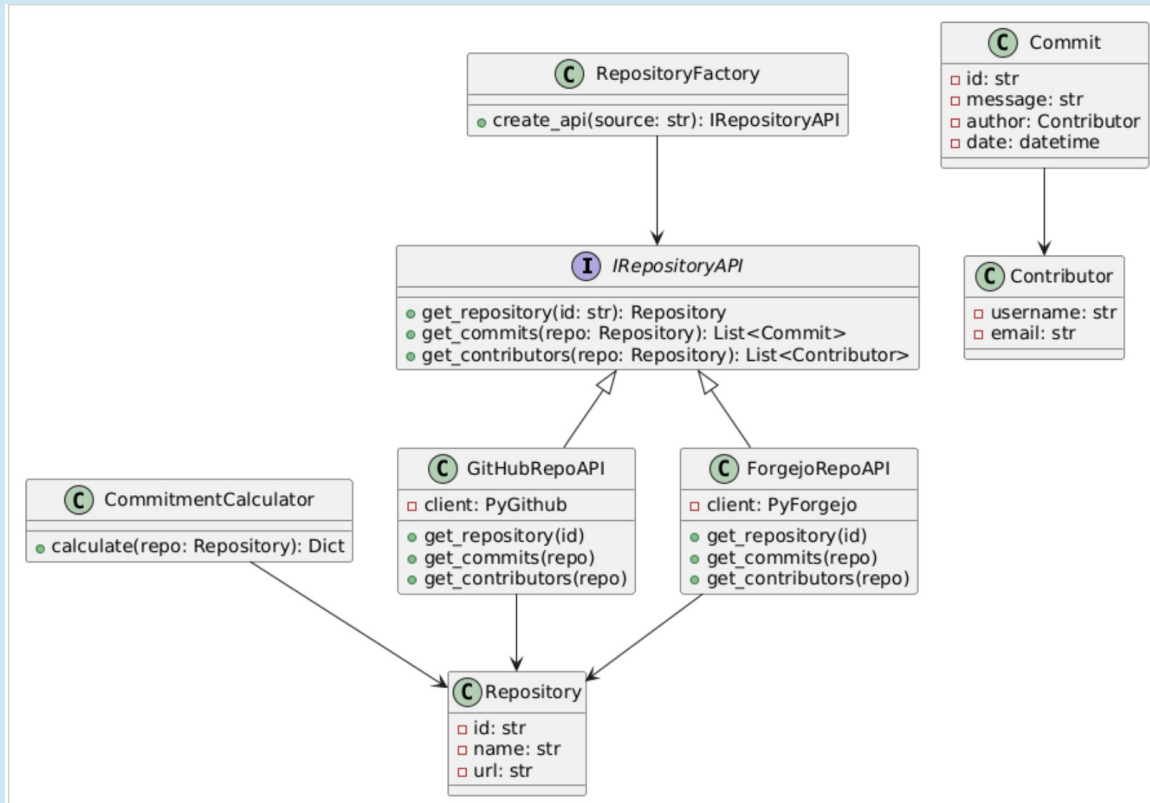 C RepositoryFactory
create_api(source: str): IRepositoryAPI
C Commit
id: str
message: str
author: Contributor
date: datetime
I IRepositoryAPI
get_repository(id: str): Repository
get_commits(repo: Repository): List<Commit>
get_contributors(repo: Repository): List<Contributor>
C Contributor
username: str
email: str
C CommitmentCalculator
calculate(repo: Repository): Dict
C GitHubRepoAPI
client: PyGithub
get_repository(id)
get_commits(repo)
get_contributors(repo)
C ForgejoRepoAPI
client: PyForgejo
get_repository(id)
get_commits(repo)
get_contributors(repo)
C Repository
id: str
name: str
url: str